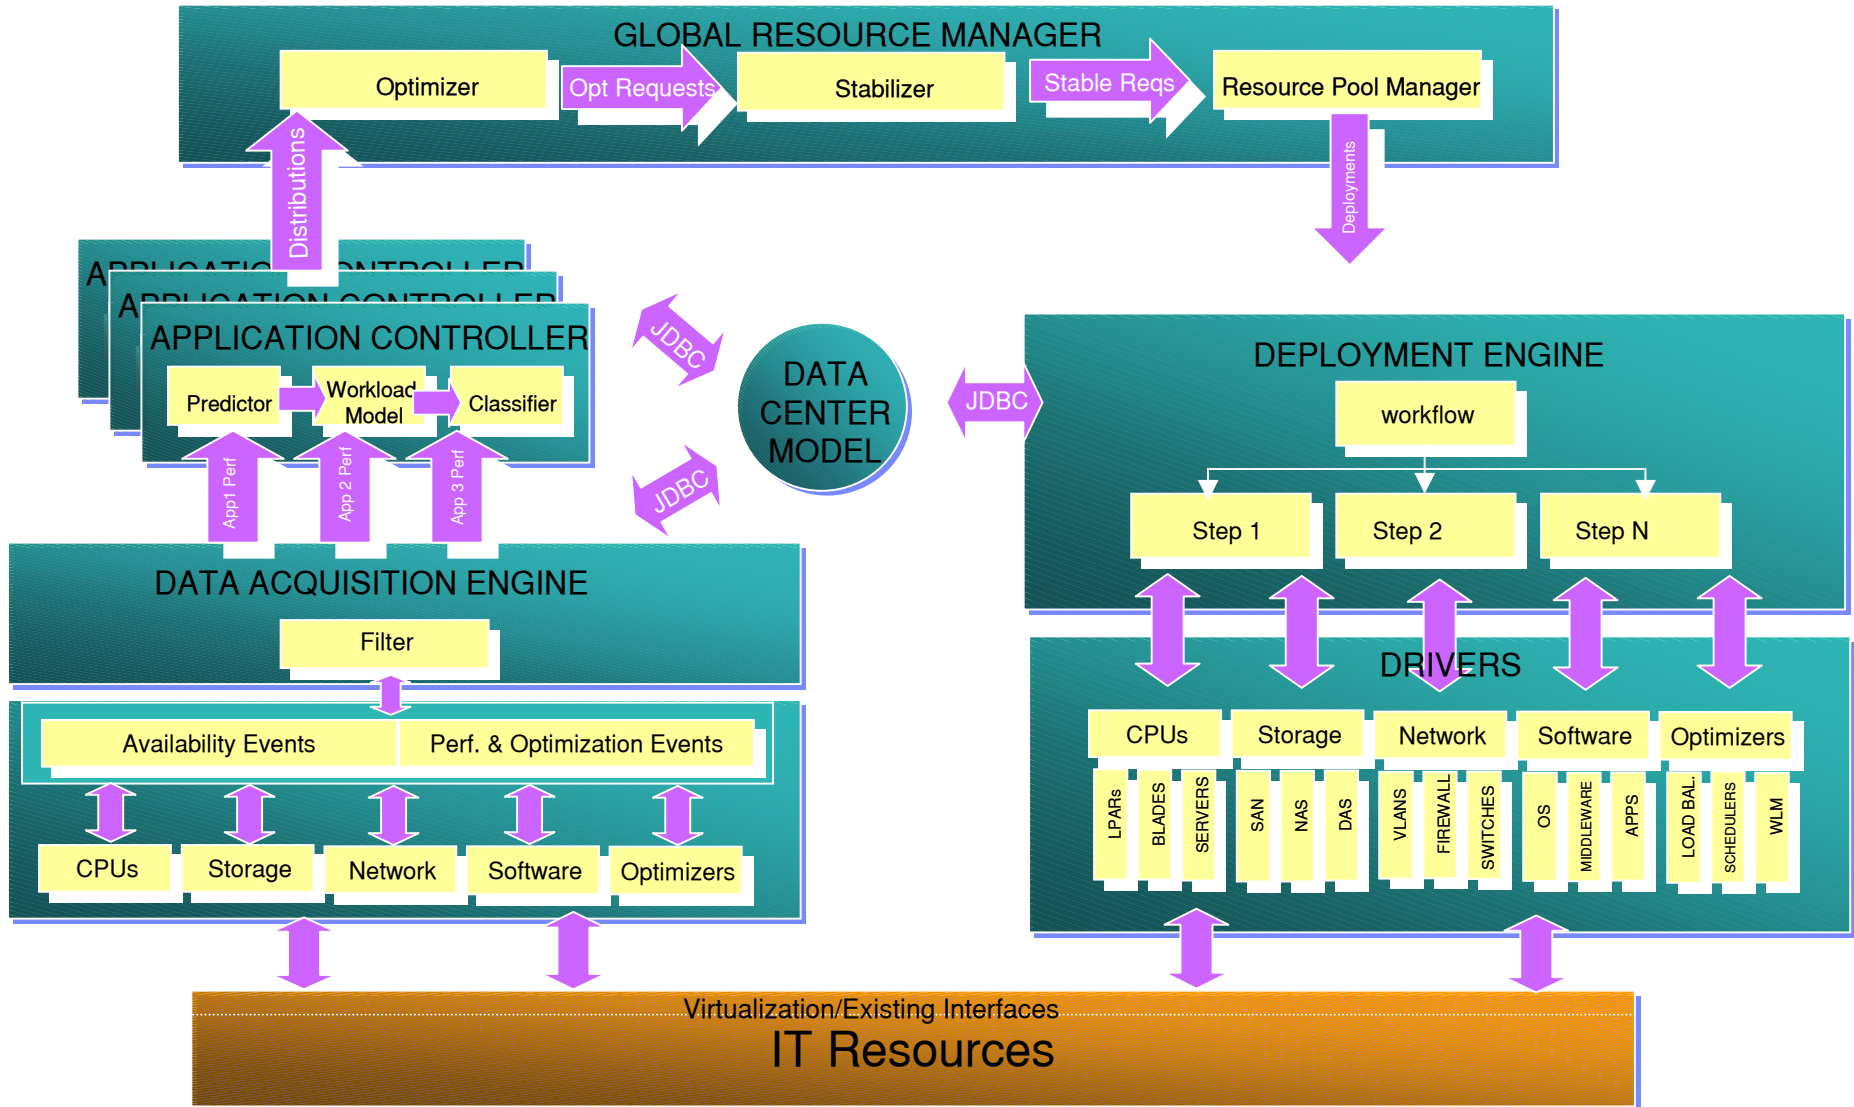 GLOBAL RESOURCE MANAGER
Optimizer
Opt Requests
Stabilizer
Stable Reqs
Resource Pool Manager
Distributions
Deployments
APPLICATION CONTROLLER
APPLICATION CONTROLLER
APPLICATION CONTROLLER
Predictor
Workload
Model
Classifier
App1 Perf
App 2 Perf
App 3 Perf
JDBC
JDBC
DATA
CENTER
MODEL
JDBC
DEPLOYMENT ENGINE
workflow
Step 1
Step 2
Step N
DATA ACQUISITION ENGINE
Filter
Availability Events
Perf. & Optimization Events
CPUs
Storage
Network
Software
Optimizers
DRIVERS
CPUs
Storage
Network
Software
Optimizers
LPARs
BLADES
SERVERS
SAN
NAS
DAS
VLANS
FIREWALL
SWITCHES
OS
MIDDLEWARE
APPS
LOAD BAL.
SCHEDULERS
WLM
Virtualization/Existing Interfaces
IT Resources